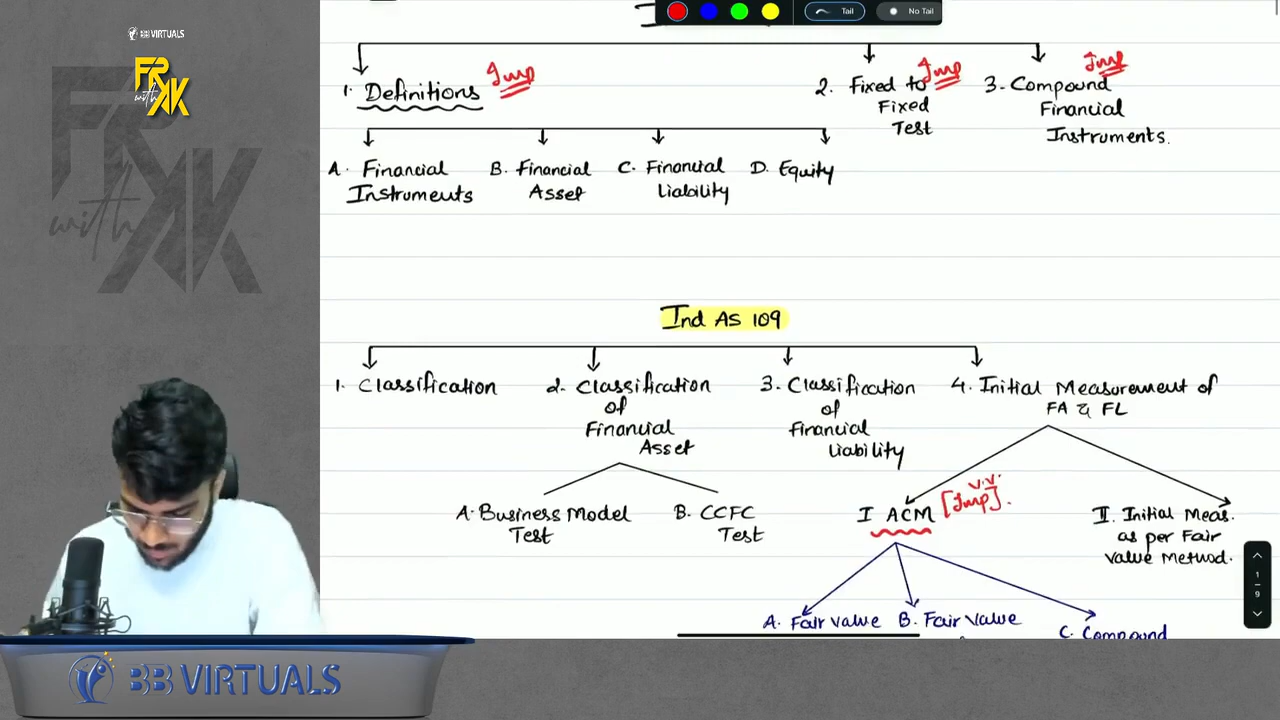 BB VIRTUALS
FR
with AK
Tail
No Tail
1. Definitions Imp
2. Fixed to Imp
Fixed
Test
3. Compound Imp
Financial
Instruments.
A. Financial
Instruments
B. Financial
Asset
C. Financial
Liability
D. Equity
Ind AS 109
1. Classification
2. Classification
of
Financial
Asset
3. Classification
of
Financial
Liability
4. Initial Measurement of
FA & FL
A. Business Model
Test
B. CCFC
Test
I ACM [V.V. Imp].
II. Initial Meas.
as per Fair
Value Method.
A. Fair value
B. Fair value
C. Compound
1
9
BB VIRTUALS